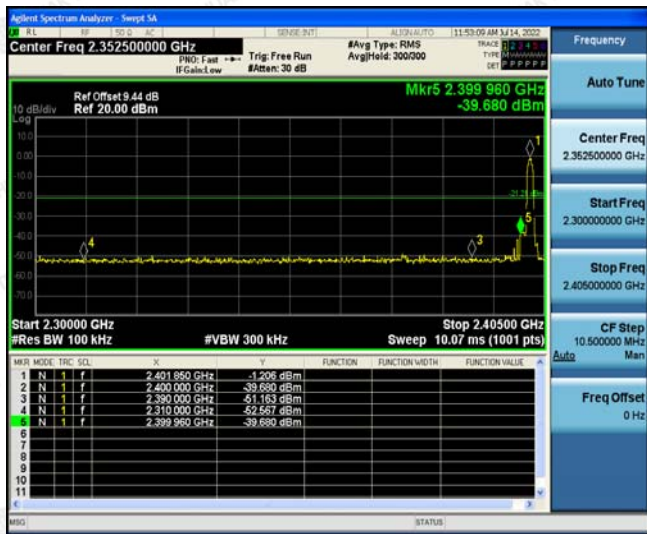 Agilent Spectrum Analyzer - Swept SA
RL RF 50 Ω AC SENSE:INT ALIGN AUTO 11:53:09 AM Jul 14, 2022
Center Freq 2.352500000 GHz
PNO: Fast
IFGain:Low
Trig: Free Run
#Atten: 30 dB
#Avg Type: RMS
Avg|Hold: 300/300
TRACE 1 2 3 4 5 6
TYPE
DET P P P P P P
Frequency
Mkr5 2.399 960 GHz
-39.680 dBm
Ref Offset 9.44 dB
10 dB/div Ref 20.00 dBm
Log
10.0
0.00
-10.0
-20.0
-30.0
-40.0
-50.0
-60.0
-70.0
1
5
3
4
Start 2.30000 GHz Stop 2.40500 GHz
#Res BW 100 kHz #VBW 300 kHz Sweep 10.07 ms (1001 pts)
MKR MODE TRC SCL X Y FUNCTION FUNCTION WIDTH FUNCTION VALUE
1 N 1 f 2.401 850 GHz -1.206 dBm
2 N 1 f 2.400 000 GHz -39.680 dBm
3 N 1 f 2.390 000 GHz -51.163 dBm
4 N 1 f 2.310 000 GHz -52.567 dBm
5 N 1 f 2.399 960 GHz -39.680 dBm
6
7
8
9
10
11
MSG STATUS
Auto Tune
Center Freq
2.352500000 GHz
Start Freq
2.300000000 GHz
Stop Freq
2.405000000 GHz
CF Step
10.500000 MHz
Auto Man
Freq Offset
0 Hz